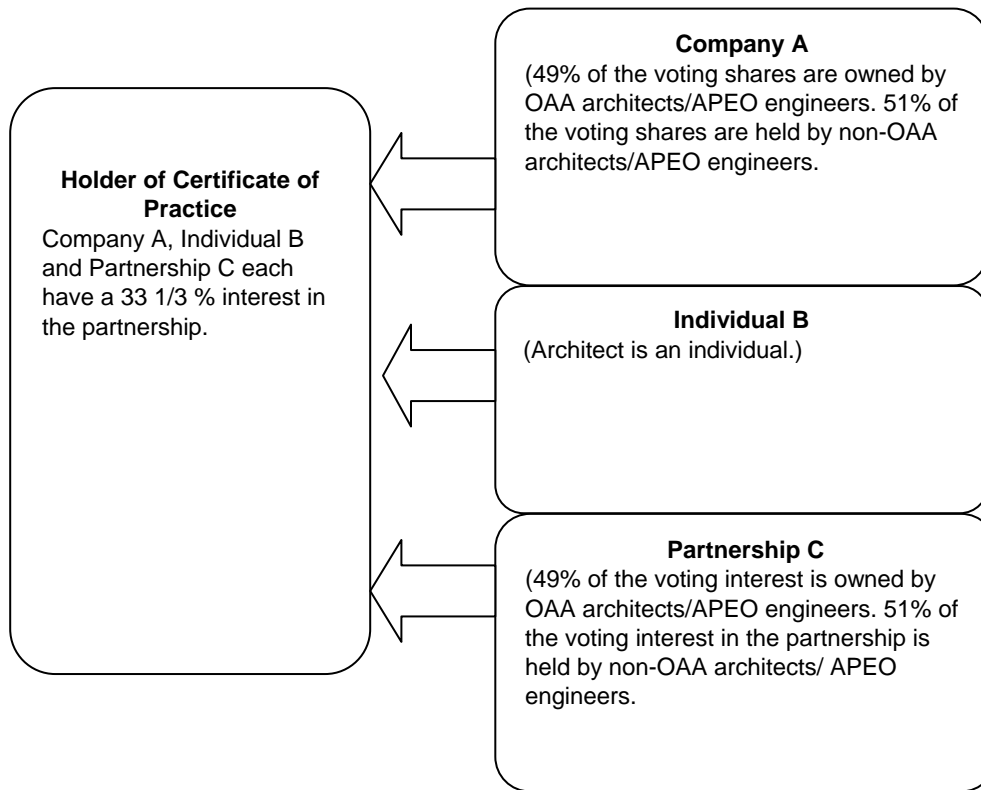 Holder of Certificate of
Practice
Company A, Individual B
and Partnership C each
have a 33 1/3 % interest in
the partnership.
Company A
(49% of the voting shares are owned by
OAA architects/APEO engineers. 51% of
the voting shares are held by non-OAA
architects/APEO engineers.
Individual B
(Architect is an individual.)
Partnership C
(49% of the voting interest is owned by
OAA architects/APEO engineers. 51% of
the voting interest in the partnership is
held by non-OAA architects/ APEO
engineers.